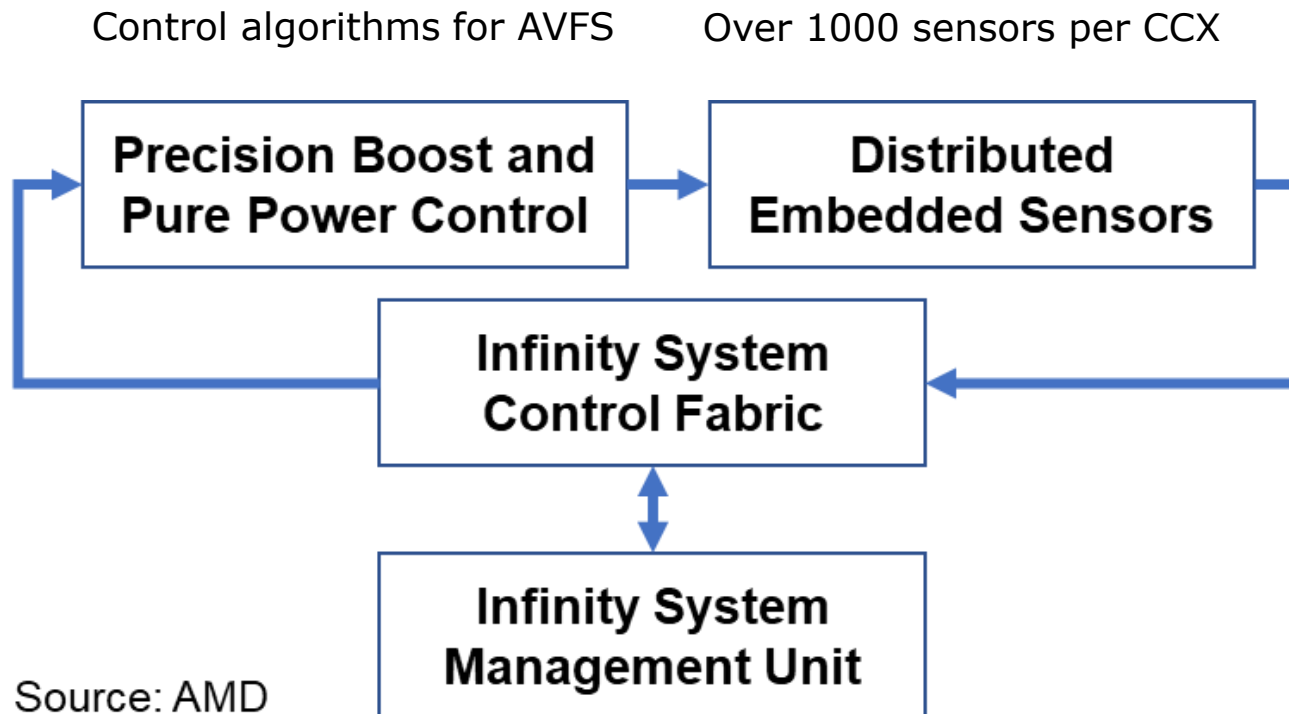 Control algorithms for AVFS
Over 1000 sensors per CCX
Precision Boost and
Pure Power Control
Distributed
Embedded Sensors
Infinity System
Control Fabric
Infinity System
Management Unit
Source: AMD